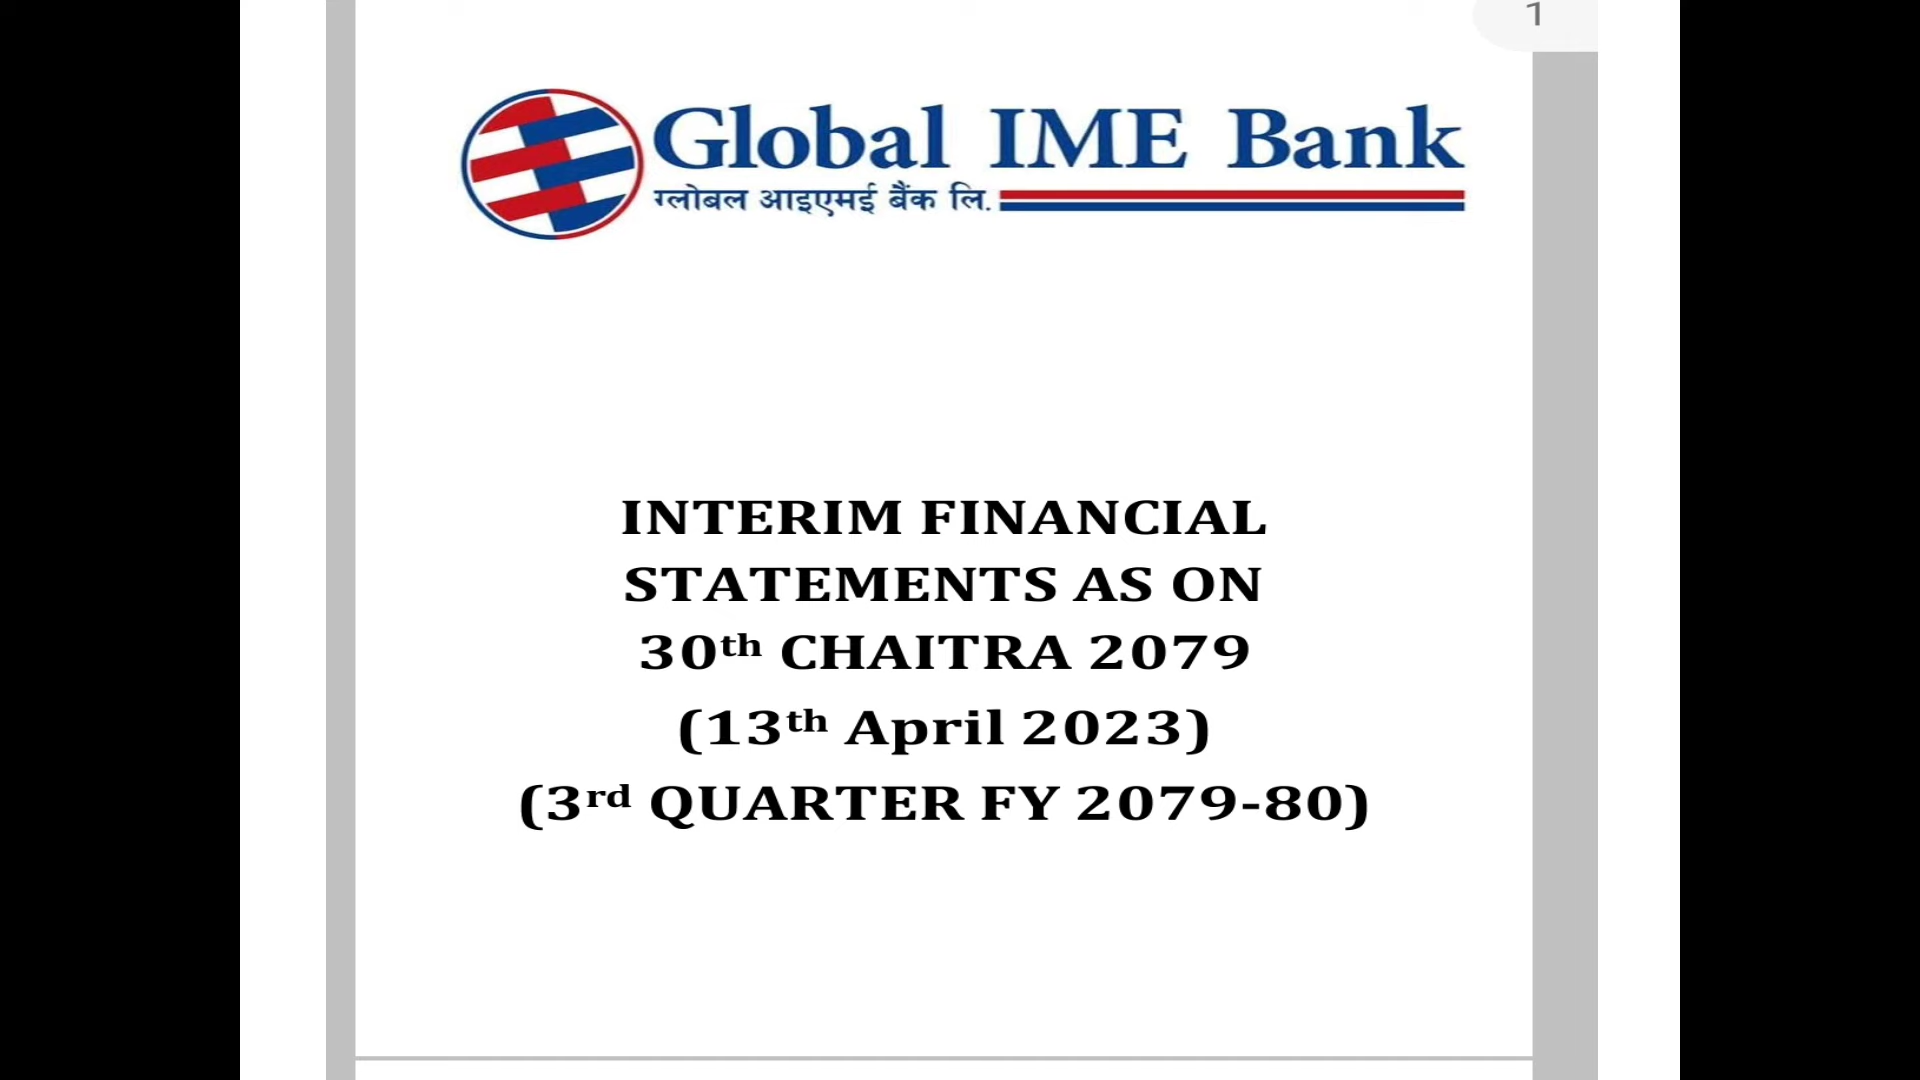 1
Global IME Bank
ग्लोबल आइएमई बैंक लि.
INTERIM FINANCIAL
STATEMENTS AS ON
30th CHAITRA 2079
(13th April 2023)
(3rd QUARTER FY 2079-80)